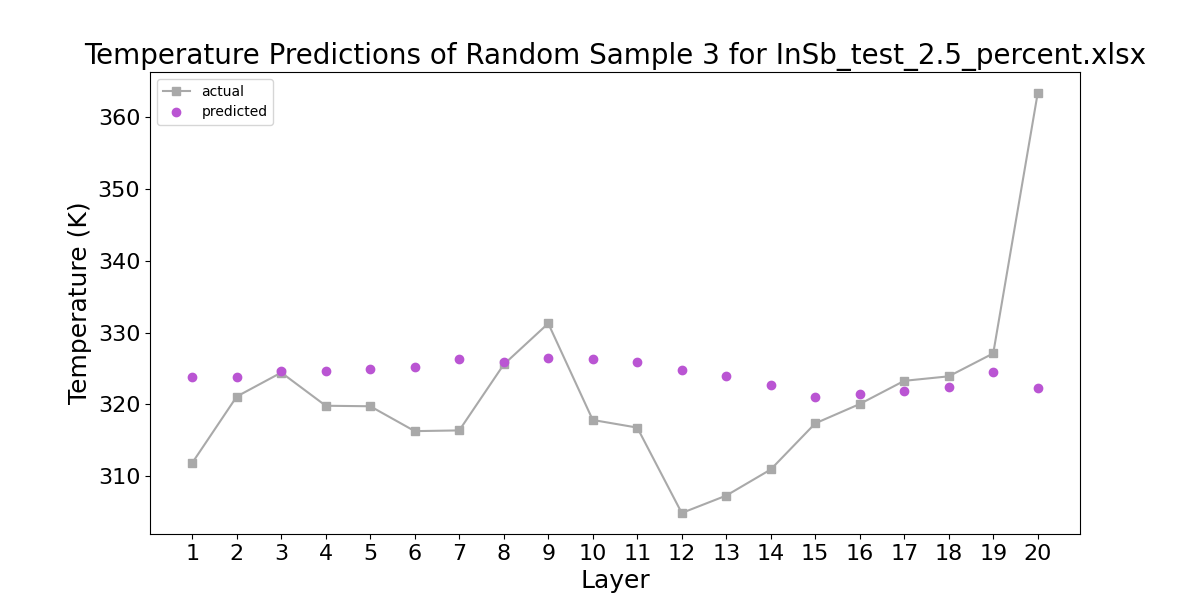 Temperature Predictions of Random Sample 3 for InSb_test_2.5_percent.xlsx
actual
predicted
Temperature (K)
360
350
340
330
320
310
1 2 3 4 5 6 7 8 9 10 11 12 13 14 15 16 17 18 19 20
Layer